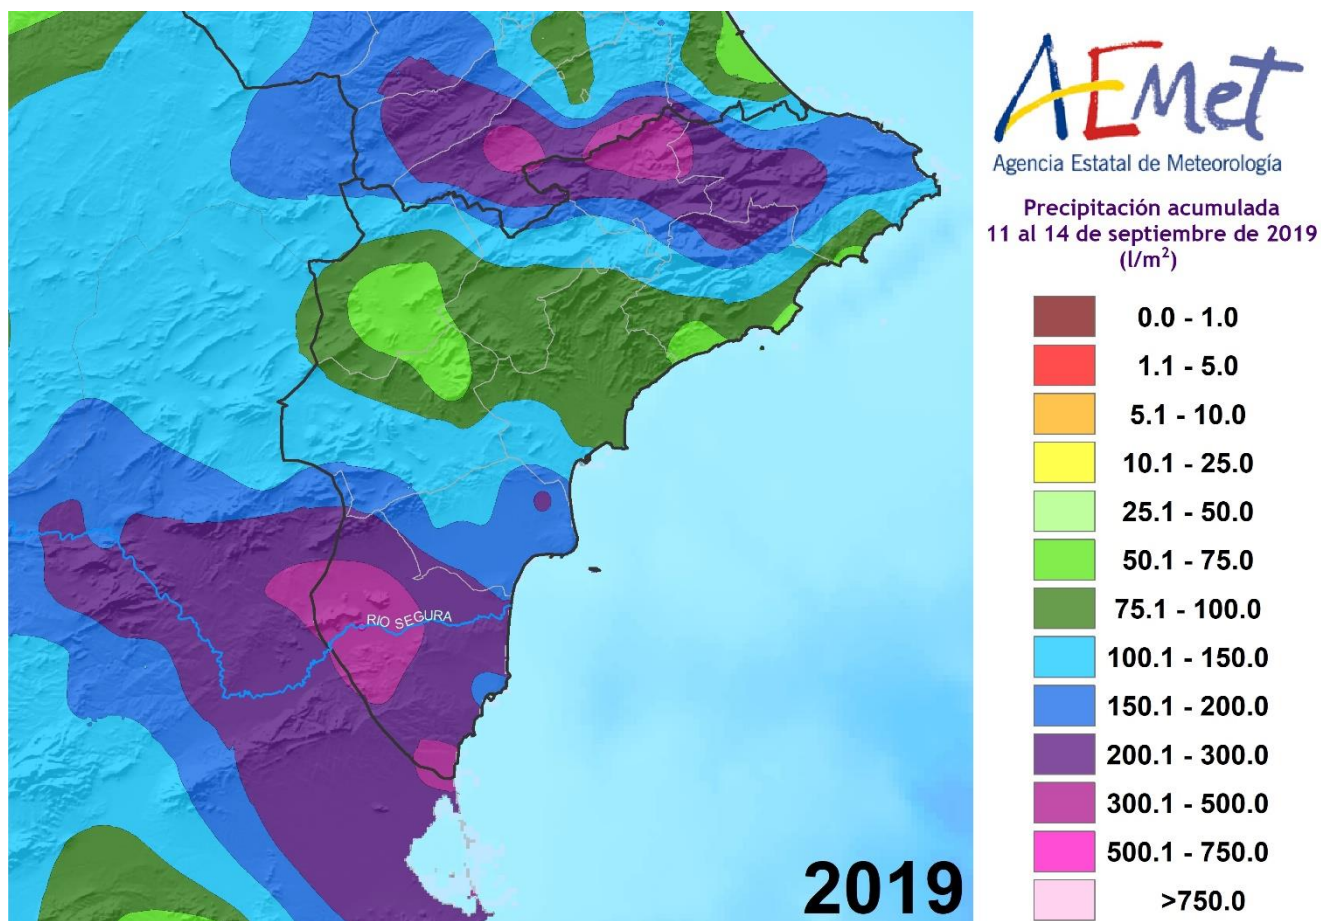 AEMet
Agencia Estatal de Meteorología
Precipitación acumulada
11 al 14 de septiembre de 2019
(l/m²)
0.0 - 1.0
1.1 - 5.0
5.1 - 10.0
10.1 - 25.0
25.1 - 50.0
50.1 - 75.0
75.1 - 100.0
100.1 - 150.0
150.1 - 200.0
200.1 - 300.0
300.1 - 500.0
500.1 - 750.0
>750.0
RIO SEGURA
2019